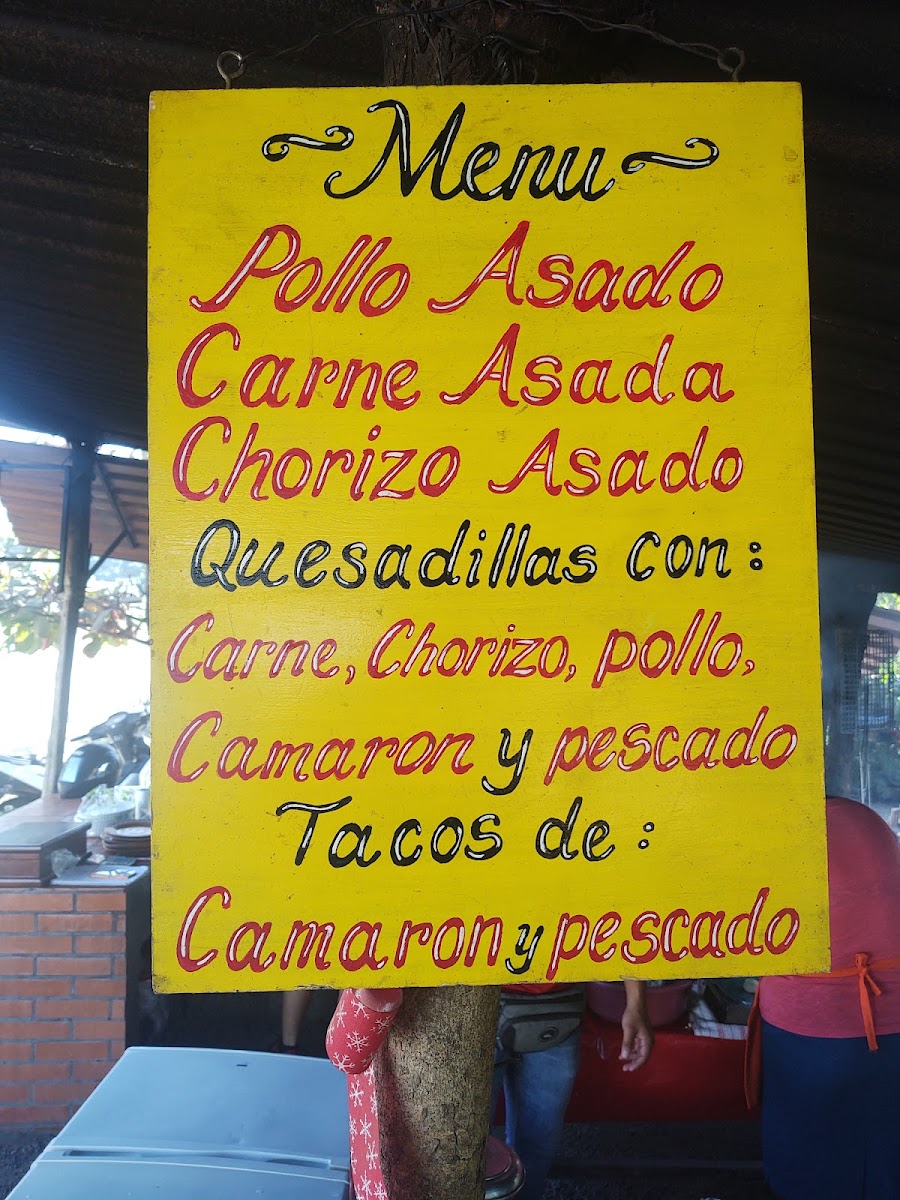 Menu
Pollo Asado
Carne Asada
Chorizo Asado
Quesadillas con:
Carne, Chorizo, pollo,
Camaron y pescado
Tacos de:
Camaron y pescado